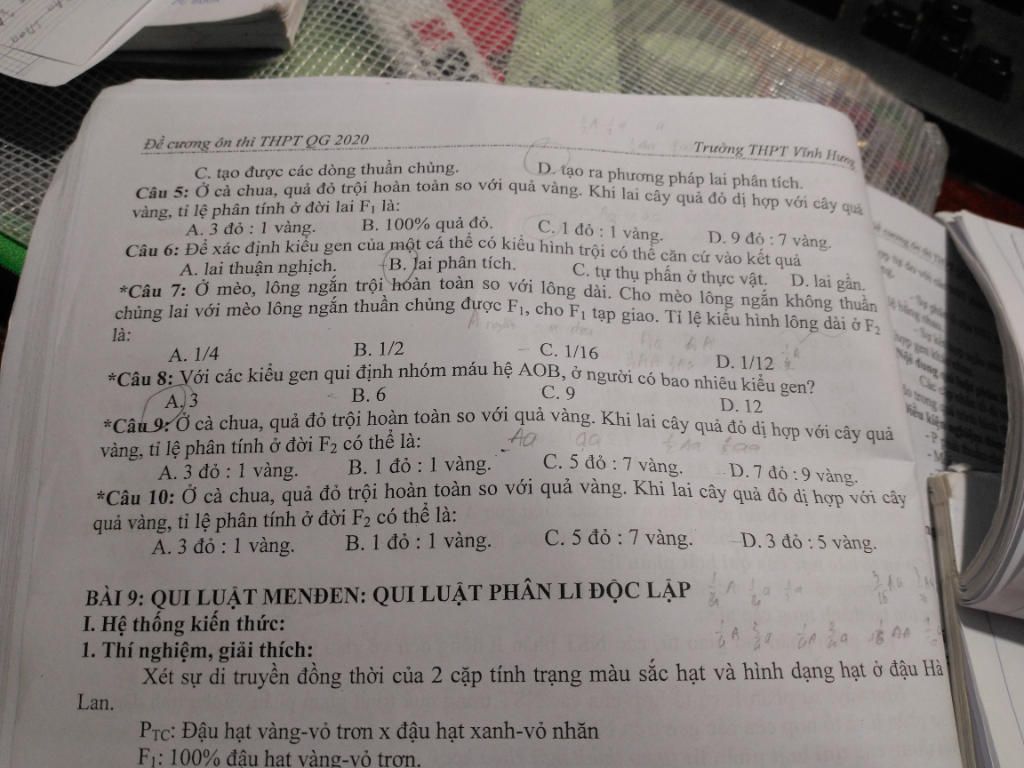 Đề cương ôn thi THPT QG 2020
Trường THPT Vĩnh Hưng
C. tạo được các dòng thuần chủng. D. tạo ra phương pháp lai phân tích.
Câu 5: Ở cà chua, quả đỏ trội hoàn toàn so với quả vàng. Khi lai cây quả đỏ dị hợp với cây quả
vàng, tỉ lệ phân tính ở đời lai F1 là:
A. 3 đỏ : 1 vàng. B. 100% quả đỏ. C. 1 đỏ : 1 vàng. D. 9 đỏ : 7 vàng.
Câu 6: Để xác định kiểu gen của một cá thể có kiểu hình trội có thể căn cứ vào kết quả
A. lai thuận nghịch. B. lai phân tích. C. tự thụ phấn ở thực vật. D. lai gần.
*Câu 7: Ở mèo, lông ngắn trội hoàn toàn so với lông dài. Cho mèo lông ngắn không thuần
chủng lai với mèo lông ngắn thuần chủng được F1, cho F1 tạp giao. Tỉ lệ kiểu hình lông dài ở F2
là:
A. 1/4 B. 1/2 C. 1/16 D. 1/12
*Câu 8: Với các kiểu gen qui định nhóm máu hệ AOB, ở người có bao nhiêu kiểu gen?
A. 3 B. 6 C. 9 D. 12
*Câu 9: Ở cà chua, quả đỏ trội hoàn toàn so với quả vàng. Khi lai cây quả đỏ dị hợp với cây quả
vàng, tỉ lệ phân tính ở đời F2 có thể là:
Aa aa ½Aa ½aa
A. 3 đỏ : 1 vàng. B. 1 đỏ : 1 vàng. C. 5 đỏ : 7 vàng. D. 7 đỏ : 9 vàng.
*Câu 10: Ở cà chua, quả đỏ trội hoàn toàn so với quả vàng. Khi lai cây quả đỏ dị hợp với cây
quả vàng, tỉ lệ phân tính ở đời F2 có thể là:
A. 3 đỏ : 1 vàng. B. 1 đỏ : 1 vàng. C. 5 đỏ : 7 vàng. D. 3 đỏ : 5 vàng.
BÀI 9: QUI LUẬT MENĐEN: QUI LUẬT PHÂN LI ĐỘC LẬP
I. Hệ thống kiến thức:
1. Thí nghiệm, giải thích:
Xét sự di truyền đồng thời của 2 cặp tính trạng màu sắc hạt và hình dạng hạt ở đậu Hà
Lan.
PTC: Đậu hạt vàng-vỏ trơn x đậu hạt xanh-vỏ nhăn
F1: 100% đậu hạt vàng-vỏ trơn.